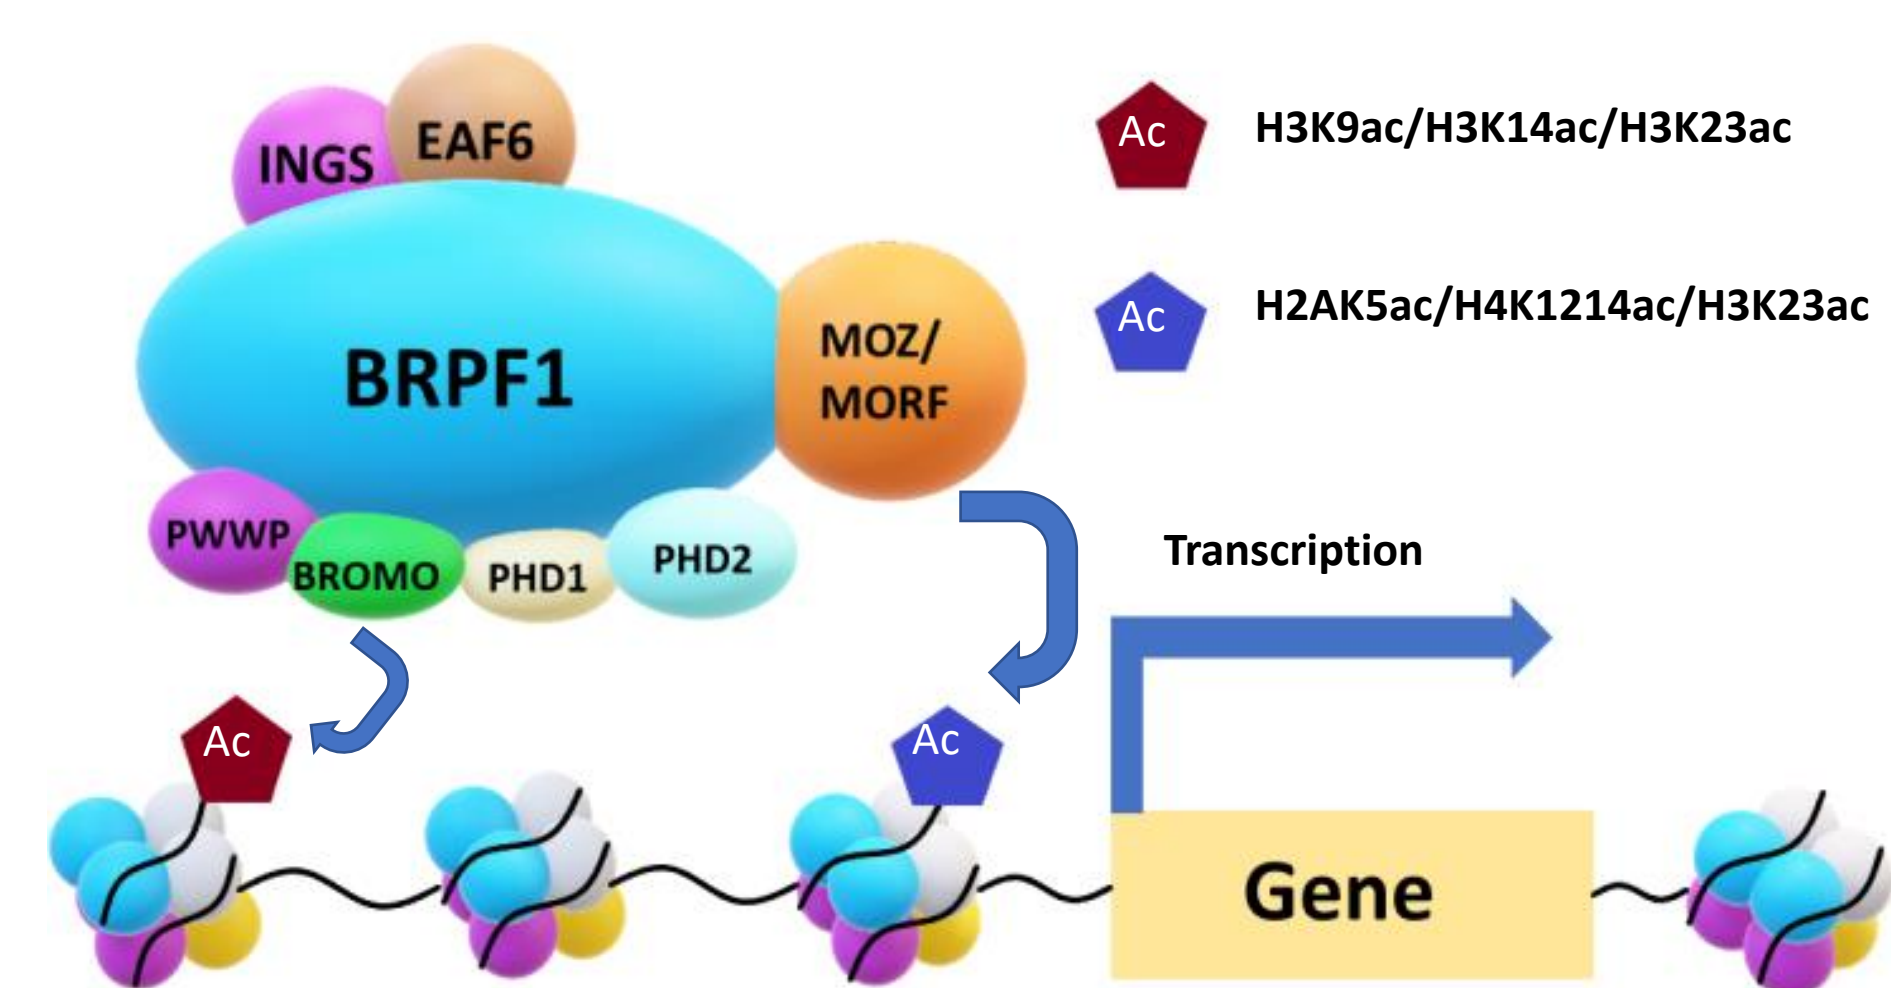 INGS
EAF6
BRPF1
MOZ/
MORF
PWWP
BROMO
PHD1
PHD2
Ac
H3K9ac/H3K14ac/H3K23ac
Ac
H2AK5ac/H4K1214ac/H3K23ac
Transcription
Ac
Ac
Gene